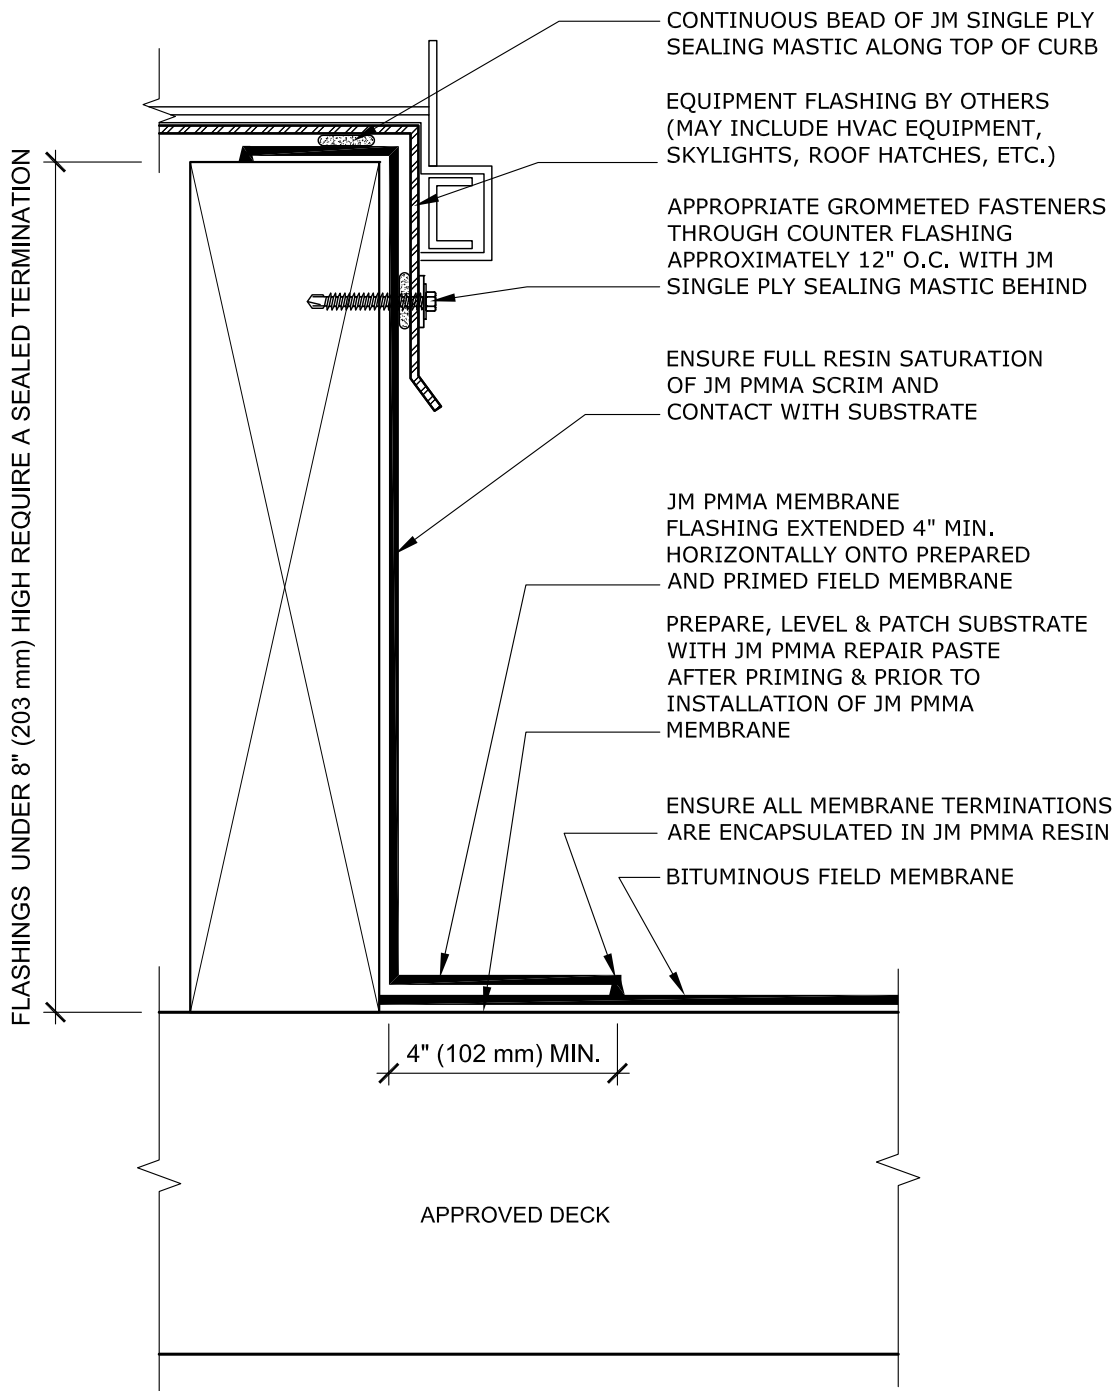 CONTINUOUS BEAD OF JM SINGLE PLY
SEALING MASTIC ALONG TOP OF CURB
EQUIPMENT FLASHING BY OTHERS
(MAY INCLUDE HVAC EQUIPMENT,
SKYLIGHTS, ROOF HATCHES, ETC.)
APPROPRIATE GROMMETED FASTENERS
THROUGH COUNTER FLASHING
APPROXIMATELY 12" O.C. WITH JM
SINGLE PLY SEALING MASTIC BEHIND
ENSURE FULL RESIN SATURATION
OF JM PMMA SCRIM AND
CONTACT WITH SUBSTRATE
JM PMMA MEMBRANE
FLASHING EXTENDED 4" MIN.
HORIZONTALLY ONTO PREPARED
AND PRIMED FIELD MEMBRANE
PREPARE, LEVEL & PATCH SUBSTRATE
WITH JM PMMA REPAIR PASTE
AFTER PRIMING & PRIOR TO
INSTALLATION OF JM PMMA
MEMBRANE
ENSURE ALL MEMBRANE TERMINATIONS
ARE ENCAPSULATED IN JM PMMA RESIN
BITUMINOUS FIELD MEMBRANE
FLASHINGS UNDER 8" (203 mm) HIGH REQUIRE A SEALED TERMINATION
4" (102 mm) MIN.
APPROVED DECK